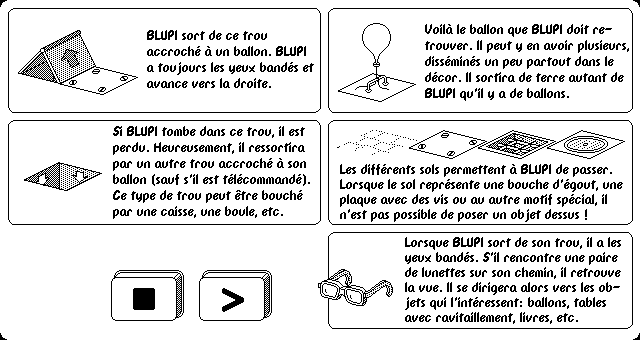 BLUPI sort de ce trou
accroché à un ballon. BLUPI
a toujours les yeux bandés et
avance vers la droite.
Voilà le ballon que BLUPI doit re-
trouver. Il peut y en avoir plusieurs,
disséminés un peu partout dans le
décor. Il sortira de terre autant de
BLUPI qu'il y a de ballons.
Si BLUPI tombe dans ce trou, il est
perdu. Heureusement, il ressortira
par un autre trou accroché à son
ballon (sauf s'il est télécommandé).
Ce type de trou peut être bouché
par une caisse, une boule, etc.
Les différents sols permettent à BLUPI de passer.
Lorsque le sol représente une bouche d'égout, une
plaque avec des vis ou au autre motif spécial, il
n'est pas possible de poser un objet dessus !
Lorsque BLUPI sort de son trou, il a les
yeux bandés. S'il rencontre une paire
de lunettes sur son chemin, il retrouve
la vue. Il se dirigera alors vers les ob-
jets qui l'intéressent: ballons, tables
avec ravitaillement, livres, etc.